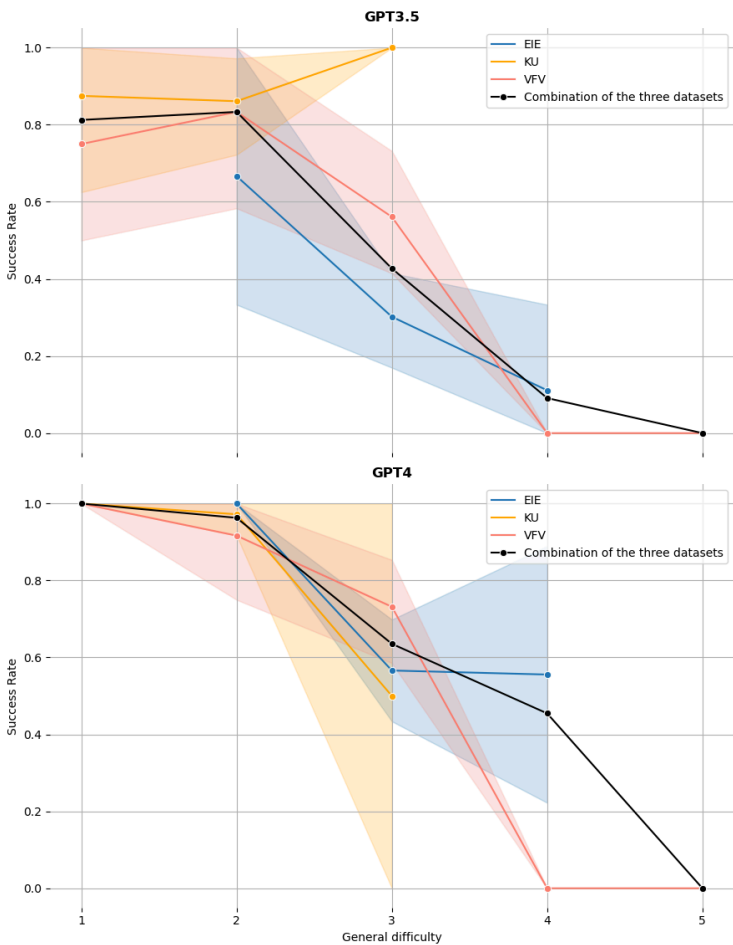 GPT3.5
1.0
0.8
0.6
0.4
0.2
0.0
Success Rate
EIE
KU
VFV
Combination of the three datasets
GPT4
1.0
0.8
0.6
0.4
0.2
0.0
Success Rate
EIE
KU
VFV
Combination of the three datasets
1 2 3 4 5
General difficulty